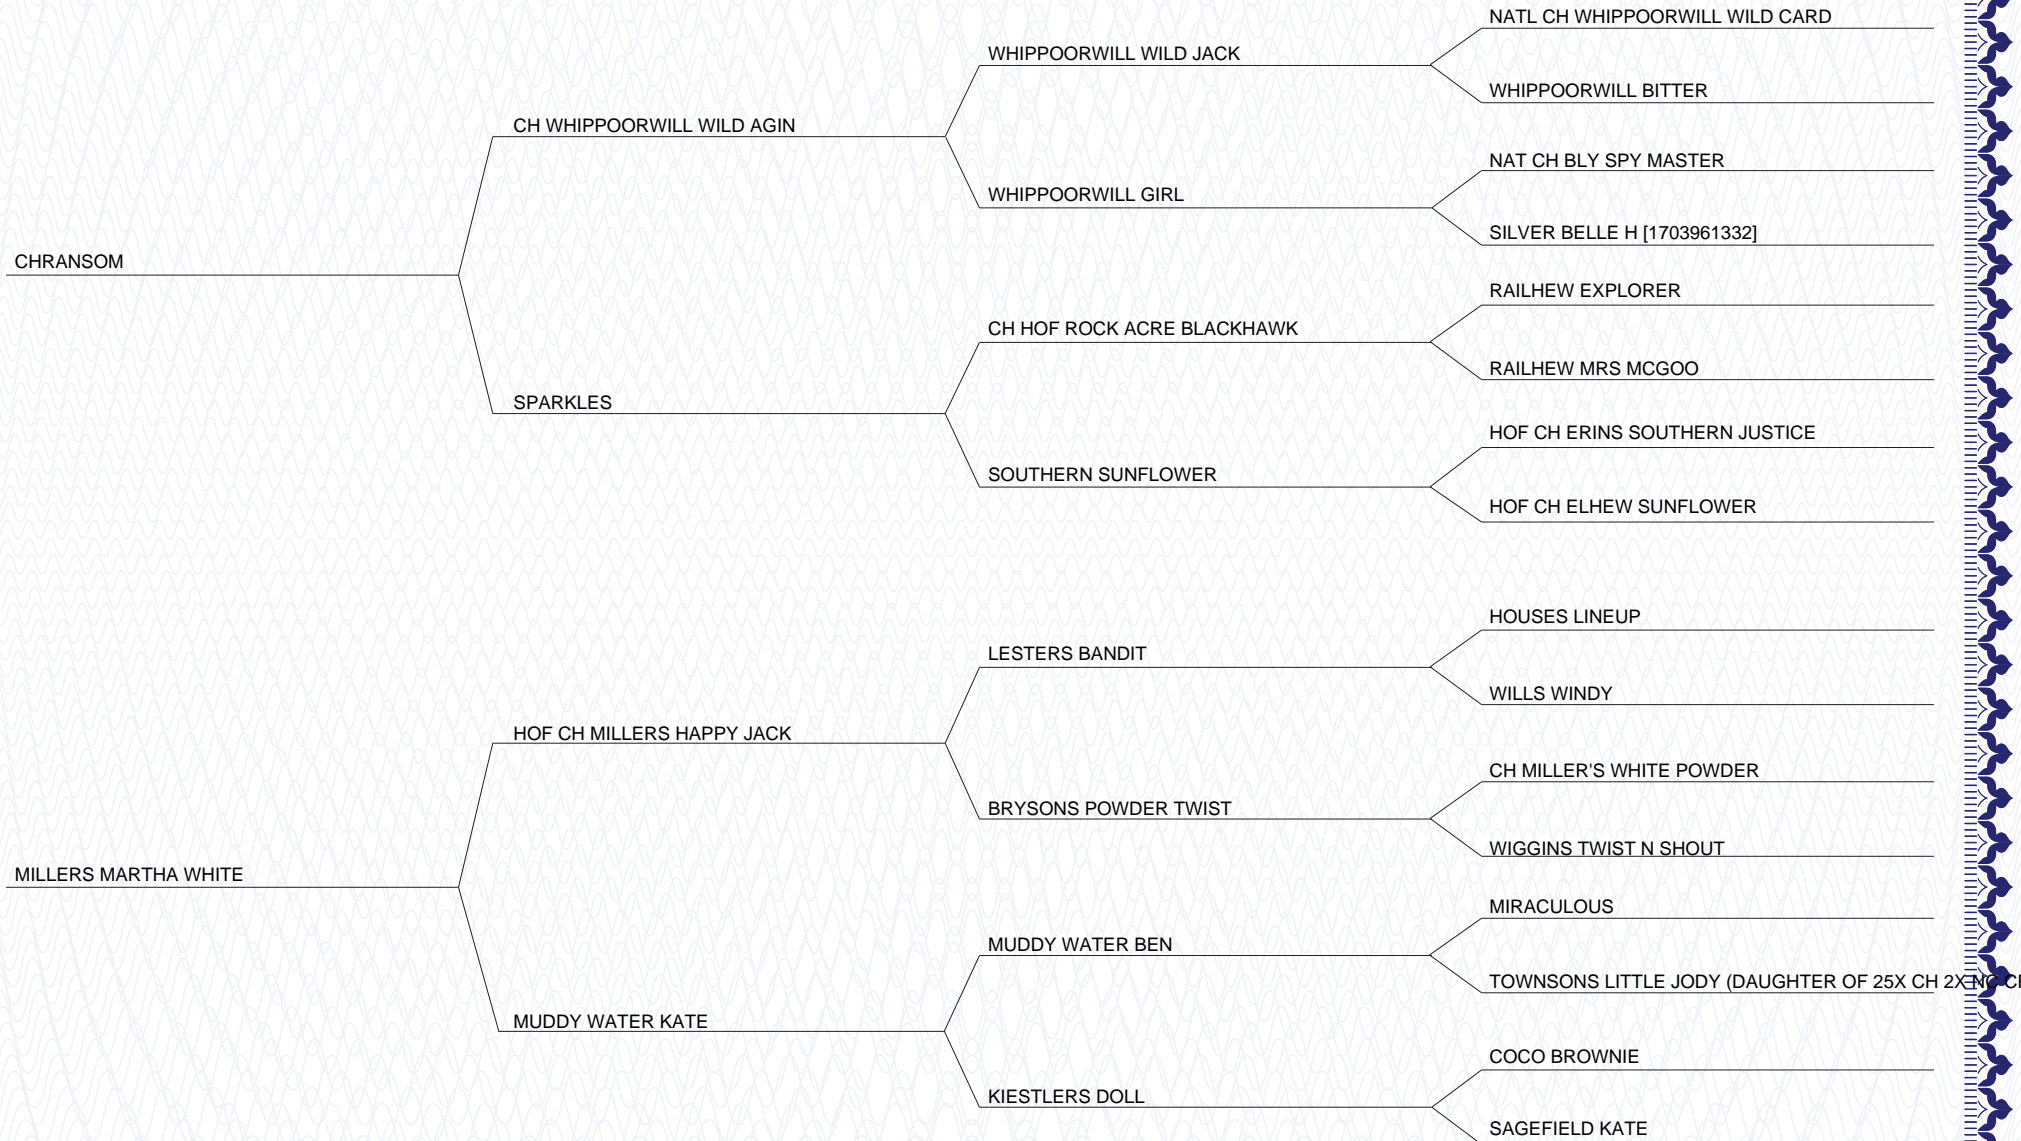 NATL CH WHIPPOORWILL WILD CARD
WHIPPOORWILL WILD JACK
WHIPPOORWILL BITTER
CH WHIPPOORWILL WILD AGIN
NAT CH BLY SPY MASTER
WHIPPOORWILL GIRL
SILVER BELLE H [1703961332]
CHRANSOM
RAILHEW EXPLORER
CH HOF ROCK ACRE BLACKHAWK
RAILHEW MRS MCGOO
SPARKLES
HOF CH ERINS SOUTHERN JUSTICE
SOUTHERN SUNFLOWER
HOF CH ELHEW SUNFLOWER
HOUSES LINEUP
LESTERS BANDIT
WILLS WINDY
HOF CH MILLERS HAPPY JACK
CH MILLER'S WHITE POWDER
BRYSONS POWDER TWIST
WIGGINS TWIST N SHOUT
MILLERS MARTHA WHITE
MIRACULOUS
MUDDY WATER BEN
TOWNSONS LITTLE JODY (DAUGHTER OF 25X CH 2X NC
MUDDY WATER KATE
COCO BROWNIE
KIESTLERS DOLL
SAGEFIELD KATE